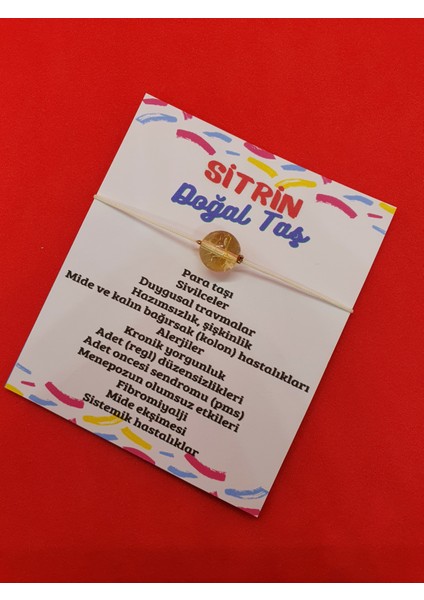 SİTRİN
Doğal Taş
Para taşı
Sivilceler
Duygusal travmalar
Hazımsızlık, şişkinlik
Mide ve kalın bağırsak (kolon) hastalıkları
Alerjiler
Kronik yorgunluk
Adet (regl) düzensizlikleri
Adet öncesi sendromu (pms)
Menepozun olumsuz etkileri
Fibromiyalji
Mide ekşimesi
Sistemik hastalıklar